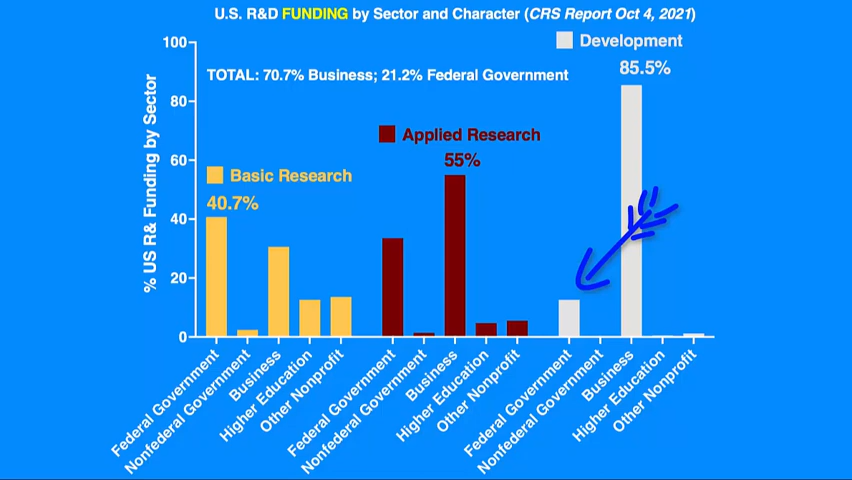 U.S. R&D FUNDING by Sector and Character (CRS Report Oct 4, 2021)
Development
85.5%
TOTAL: 70.7% Business; 21.2% Federal Government
Applied Research
55%
Basic Research
40.7%
% US R& Funding by Sector
100
80
60
40
20
0
Federal Government
Nonfederal Government
Business
Higher Education
Other Nonprofit
Federal Government
Nonfederal Government
Business
Higher Education
Other Nonprofit
Federal Government
Nonfederal Government
Business
Higher Education
Other Nonprofit